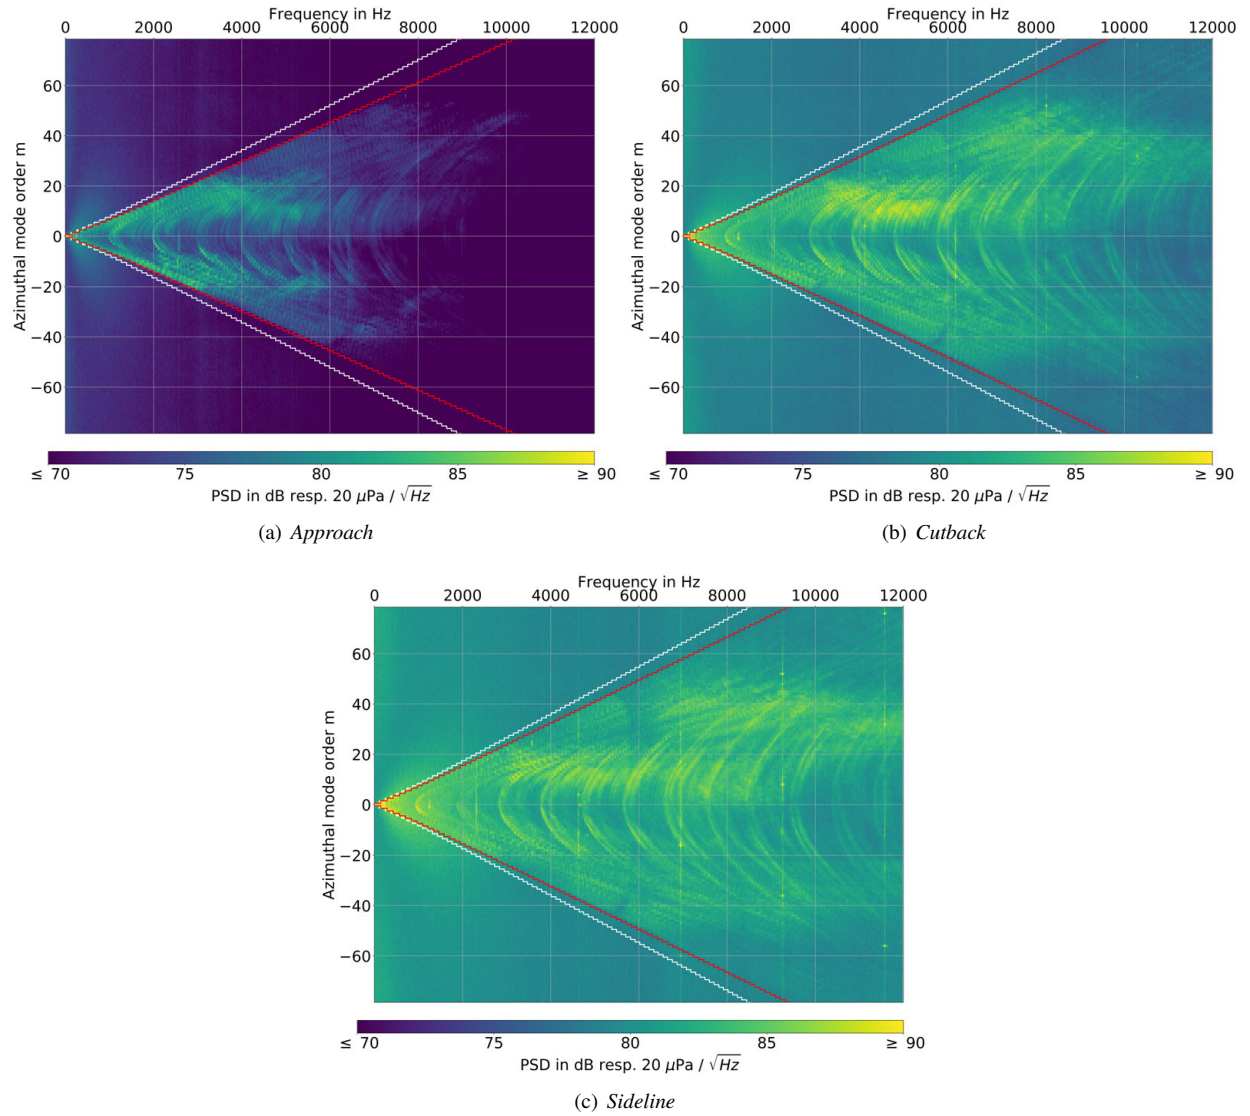 Frequency in Hz
0 2000 4000 6000 8000 10000 12000
Azimuthal mode order m
60
40
20
0
−20
−40
−60
≤ 70 75 80 85 ≥ 90
PSD in dB resp. 20 μPa / √Hz
(a) Approach
Frequency in Hz
0 2000 4000 6000 8000 10000 12000
Azimuthal mode order m
60
40
20
0
−20
−40
−60
≤ 70 75 80 85 ≥ 90
PSD in dB resp. 20 μPa / √Hz
(b) Cutback
Frequency in Hz
0 2000 4000 6000 8000 10000 12000
Azimuthal mode order m
60
40
20
0
−20
−40
−60
≤ 70 75 80 85 ≥ 90
PSD in dB resp. 20 μPa / √Hz
(c) Sideline